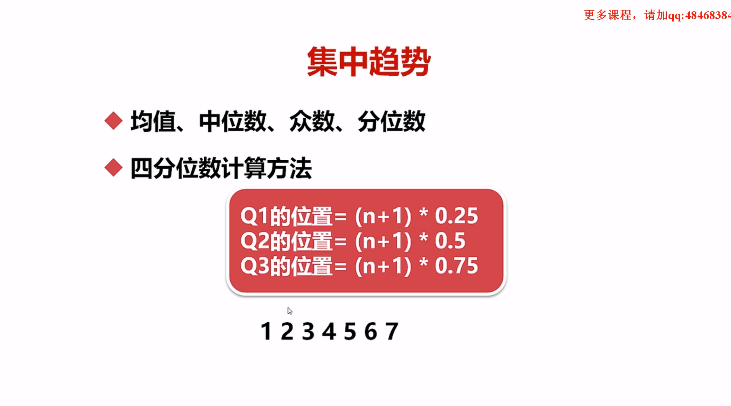 更多课程，请加qq:48468384
集中趋势
均值、中位数、众数、分位数
四分位数计算方法
Q1的位置= (n+1) * 0.25
Q2的位置= (n+1) * 0.5
Q3的位置= (n+1) * 0.75
1 2 3 4 5 6 7